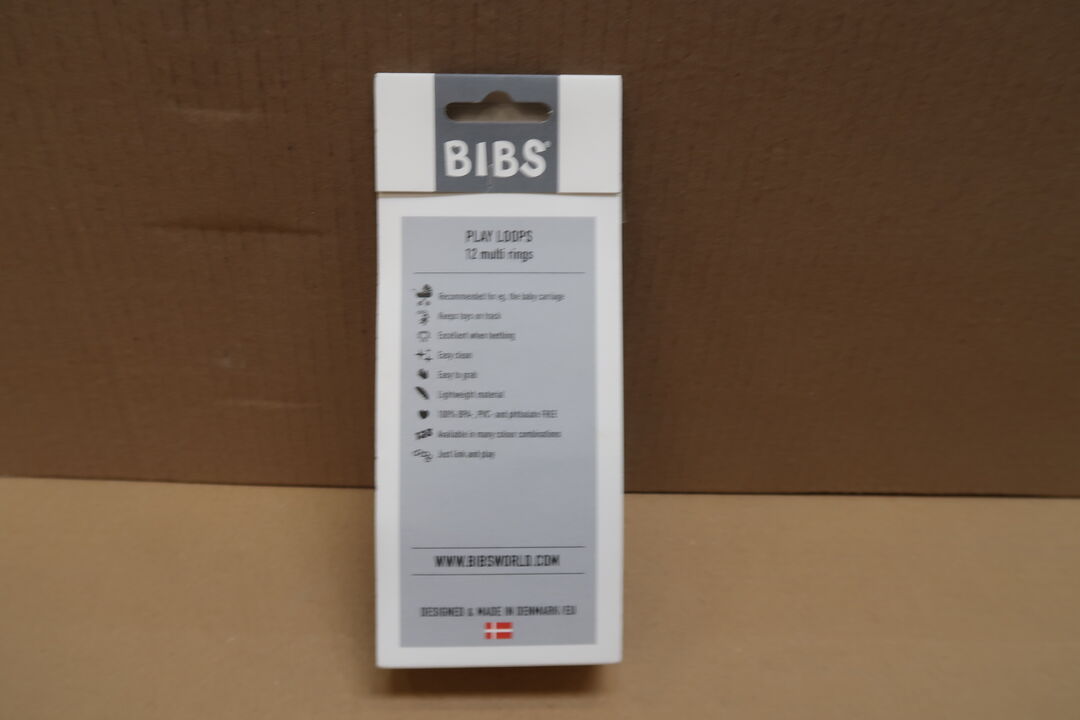 BIBS®
PLAY LOOPS
12 multi rings
Recommended for eg. the baby carriage
Keeps toys on track
Excellent when teething
Easy clean
Easy to grab
Lightweight material
100% BPA-, PVC- and phthalate FREE
Available in many colour combinations
Just link and play
WWW.BIBSWORLD.COM
DESIGNED & MADE IN DENMARK/EU